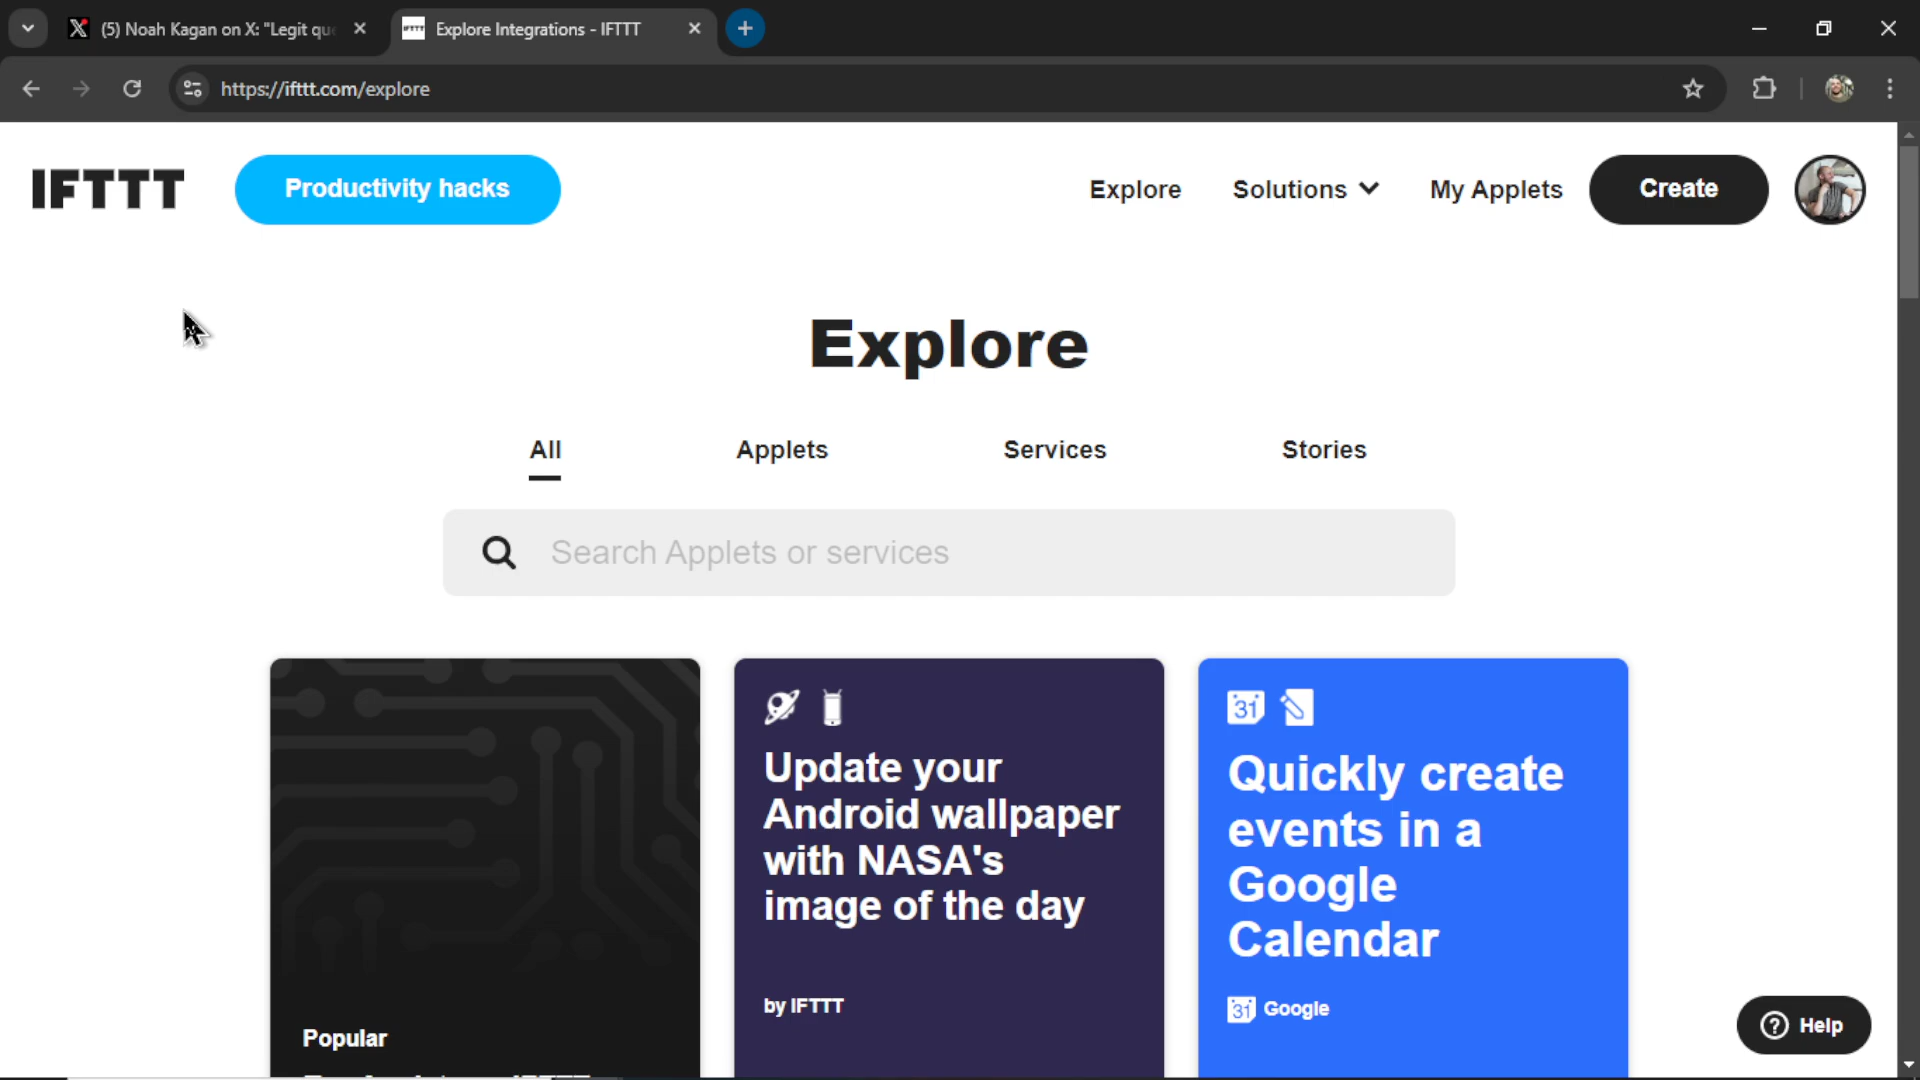 (5) Noah Kagan on X: "Legit qu
Explore Integrations - IFTTT
https://ifttt.com/explore
IFTTT
Productivity hacks
Explore
Solutions
My Applets
Create
Explore
All
Applets
Services
Stories
Search Applets or services
Popular
31
Update your
Android wallpaper
with NASA's
image of the day
by IFTTT
Quickly create
events in a
Google
Calendar
31
Google
Help